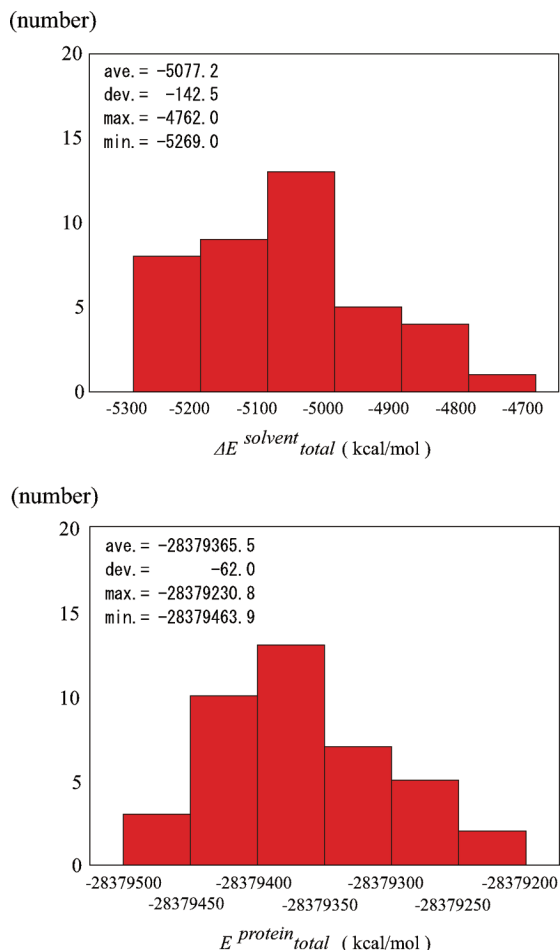 (number)
20
ave.= -5077.2
dev.= -142.5
max.= -4762.0
min.= -5269.0
15
10
5
0
-5300 -5200 -5100 -5000 -4900 -4800 -4700
ΔE solvent total ( kcal/mol )
(number)
20
ave.= -28379365.5
dev.= -62.0
max.= -28379230.8
min.= -28379463.9
15
10
5
0
-28379500 -28379400 -28379300 -28379200
-28379450 -28379350 -28379250
E protein total ( kcal/mol )